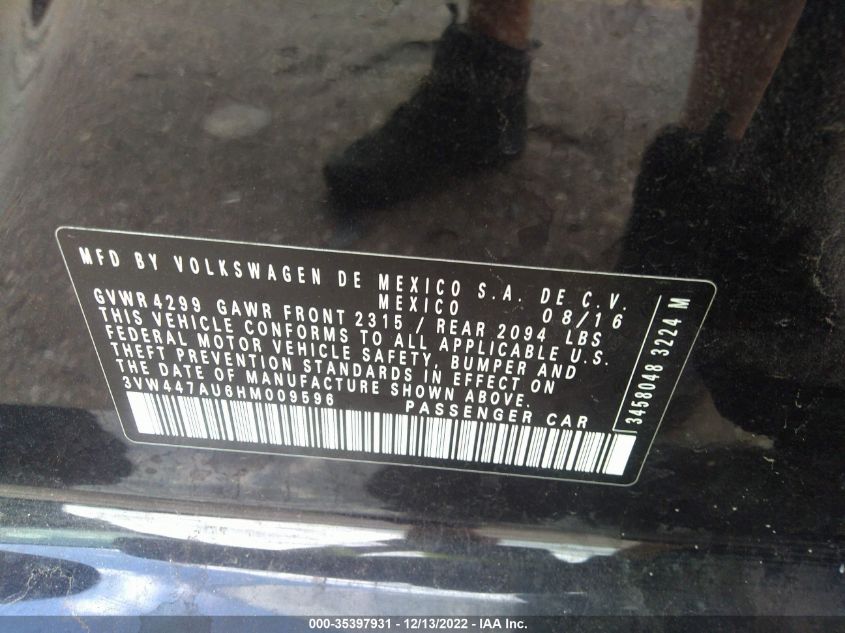 MFD BY VOLKSWAGEN DE MEXICO S.A. DE C.V.
MEXICO 08/16
GVWR 4299 GAWR FRONT 2315 / REAR 2094 LBS
THIS VEHICLE CONFORMS TO ALL APPLICABLE U.S.
FEDERAL MOTOR VEHICLE SAFETY, BUMPER AND
THEFT PREVENTION STANDARDS IN EFFECT ON
THE DATE OF MANUFACTURE SHOWN ABOVE.
3VW447AU6HM009596 PASSENGER CAR
3458048 3224 M
000-35397931 - 12/13/2022 - IAA Inc.